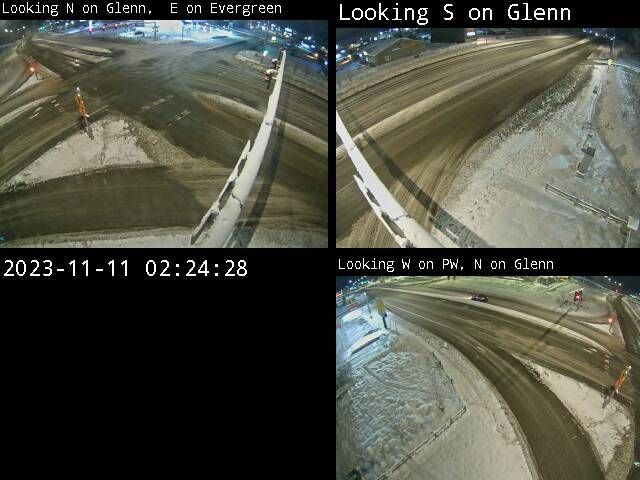 Looking N on Glenn,  E on Evergreen
Looking S on Glenn
2023-11-11 02:24:28
Looking W on PW, N on Glenn